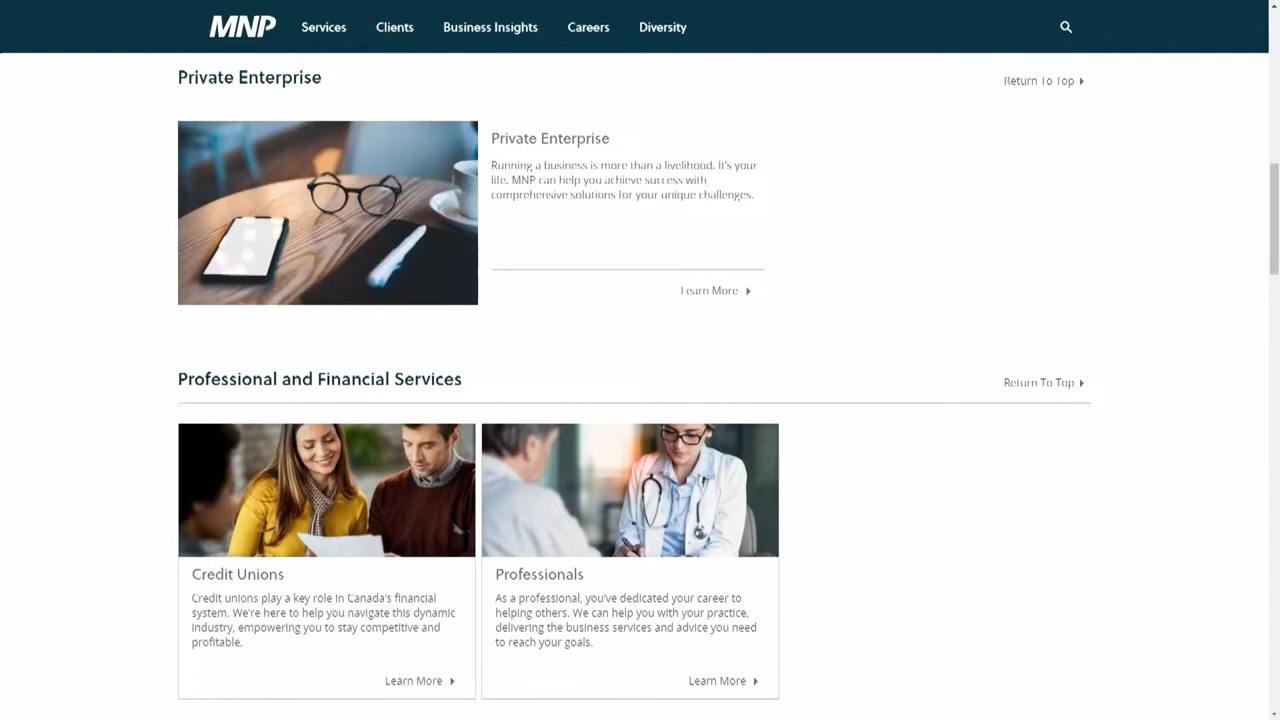 MNP Services Clients Business Insights Careers Diversity
Private Enterprise
Return To Top
Private Enterprise
Running a business is more than a livelihood. It's your
life. MNP can help you achieve success with
comprehensive solutions for your unique challenges.
Learn More
Professional and Financial Services
Return To Top
Credit Unions
Credit unions play a key role in Canada's financial
system. We're here to help you navigate this dynamic
industry, empowering you to stay competitive and
profitable.
Learn More
Professionals
As a professional, you've dedicated your career to
helping others. We can help you with your practice,
delivering the business services and advice you need
to reach your goals.
Learn More